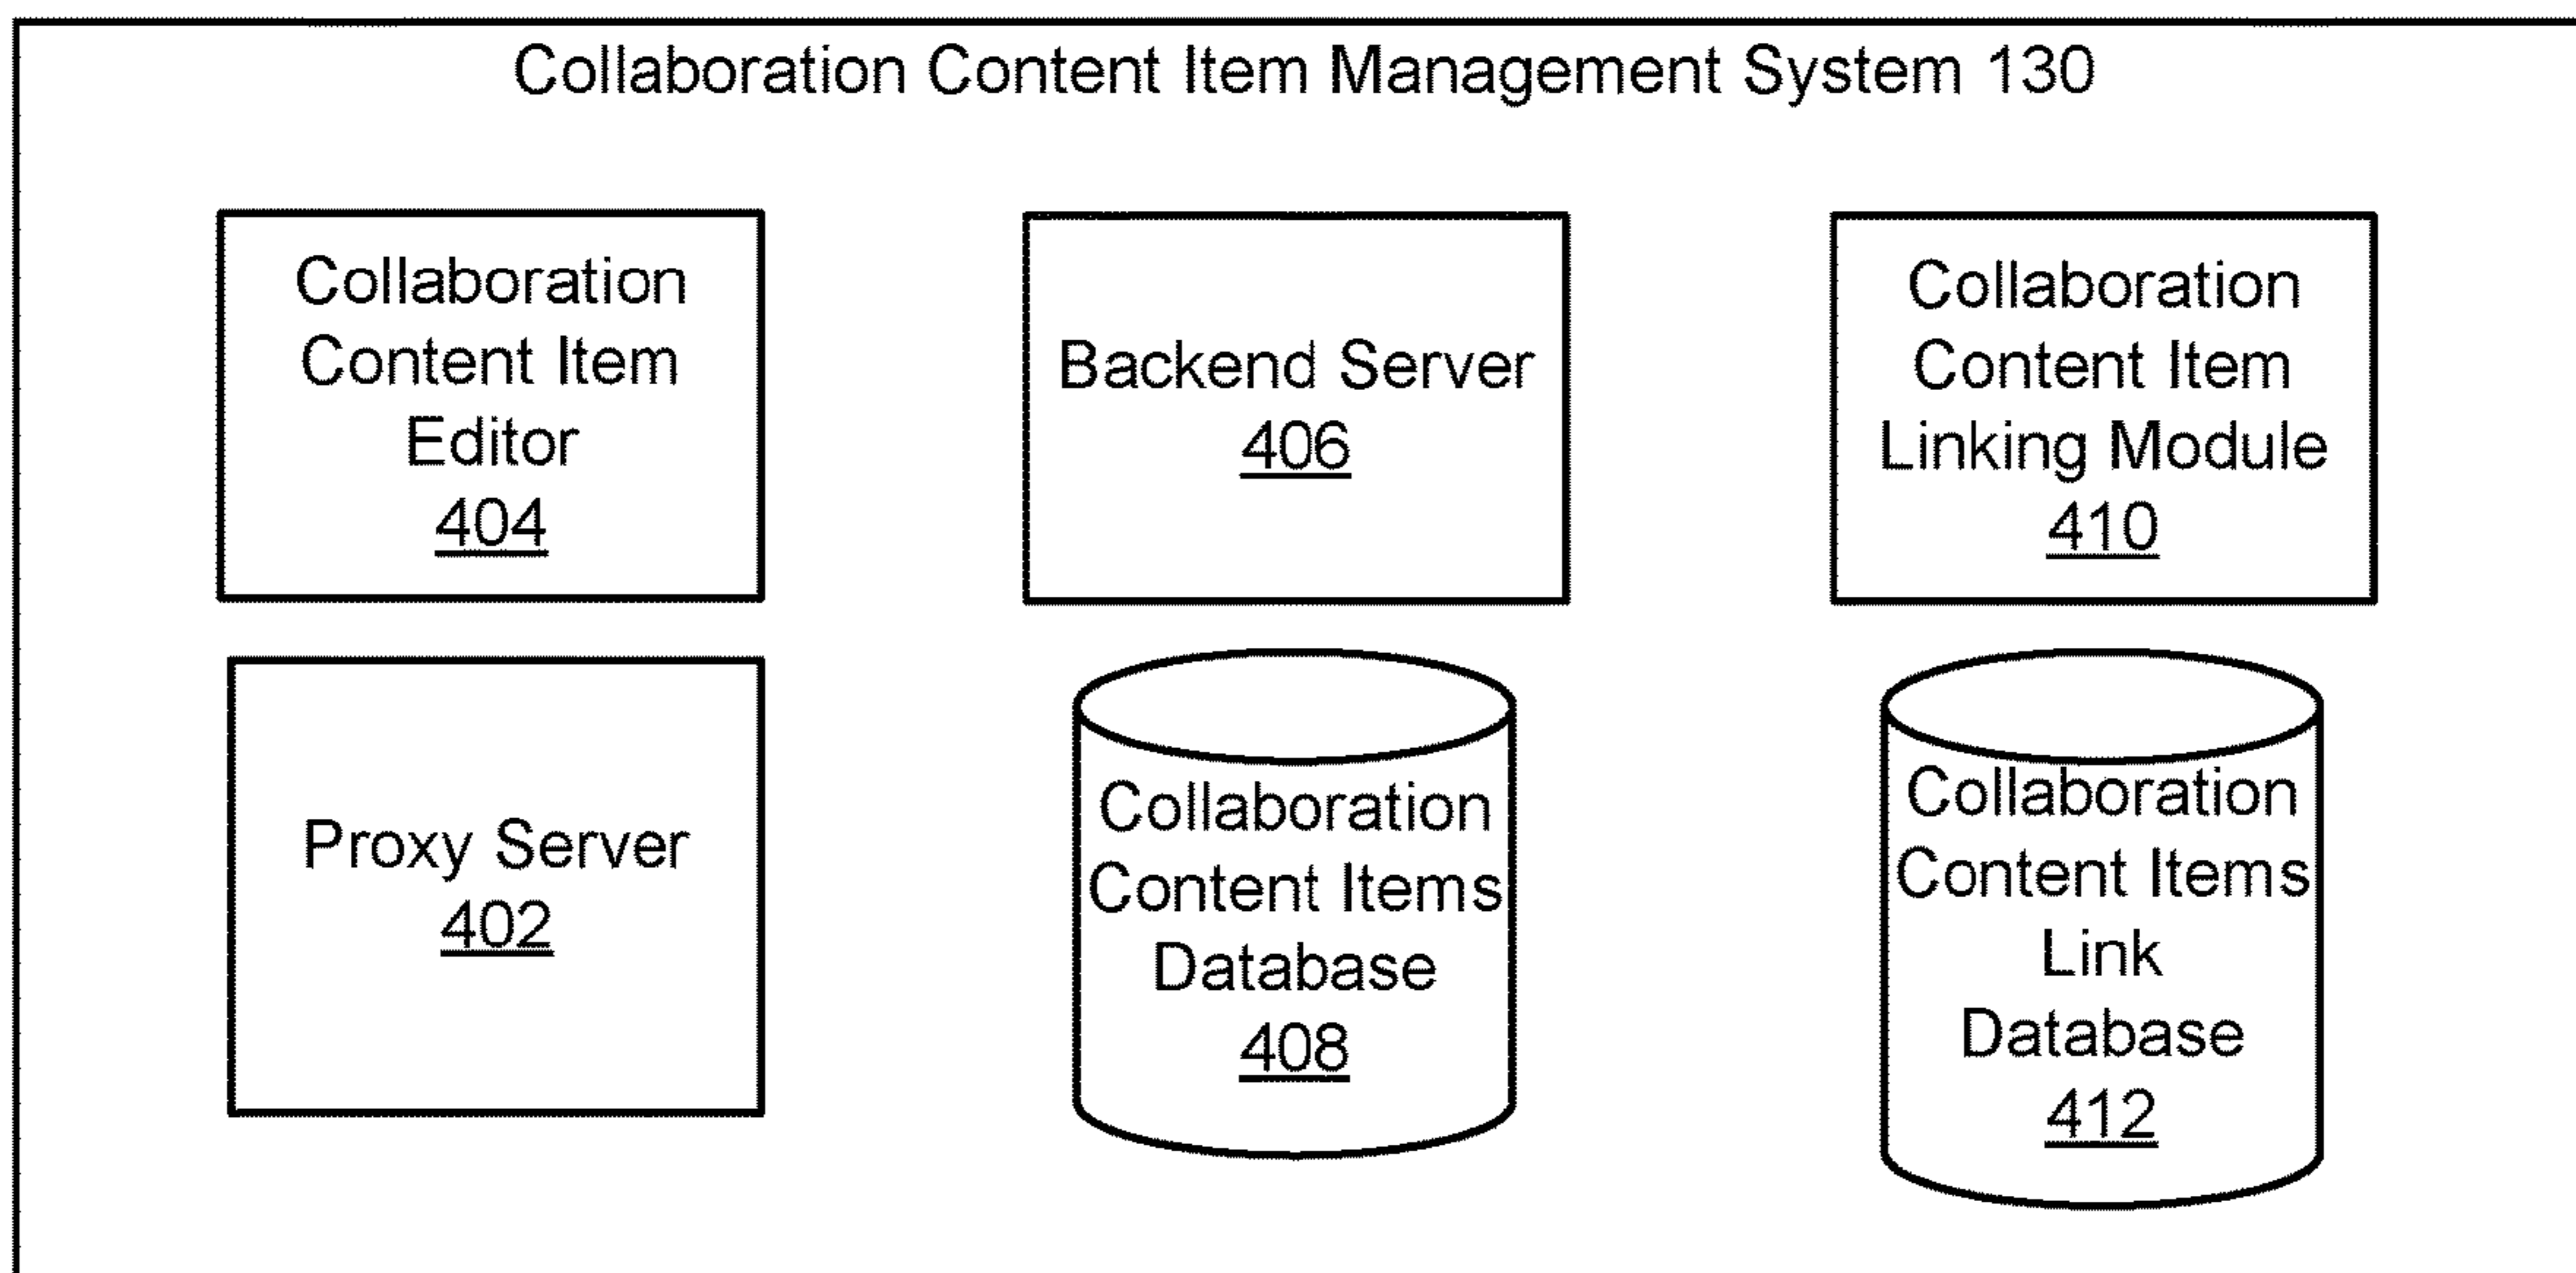 Collaboration Content Item Management System 130
Collaboration
Content Item
Editor
404
Backend Server
406
Collaboration
Content Item
Linking Module
410
Proxy Server
402
Collaboration
Content Items
Database
408
Collaboration
Content Items
Link
Database
412